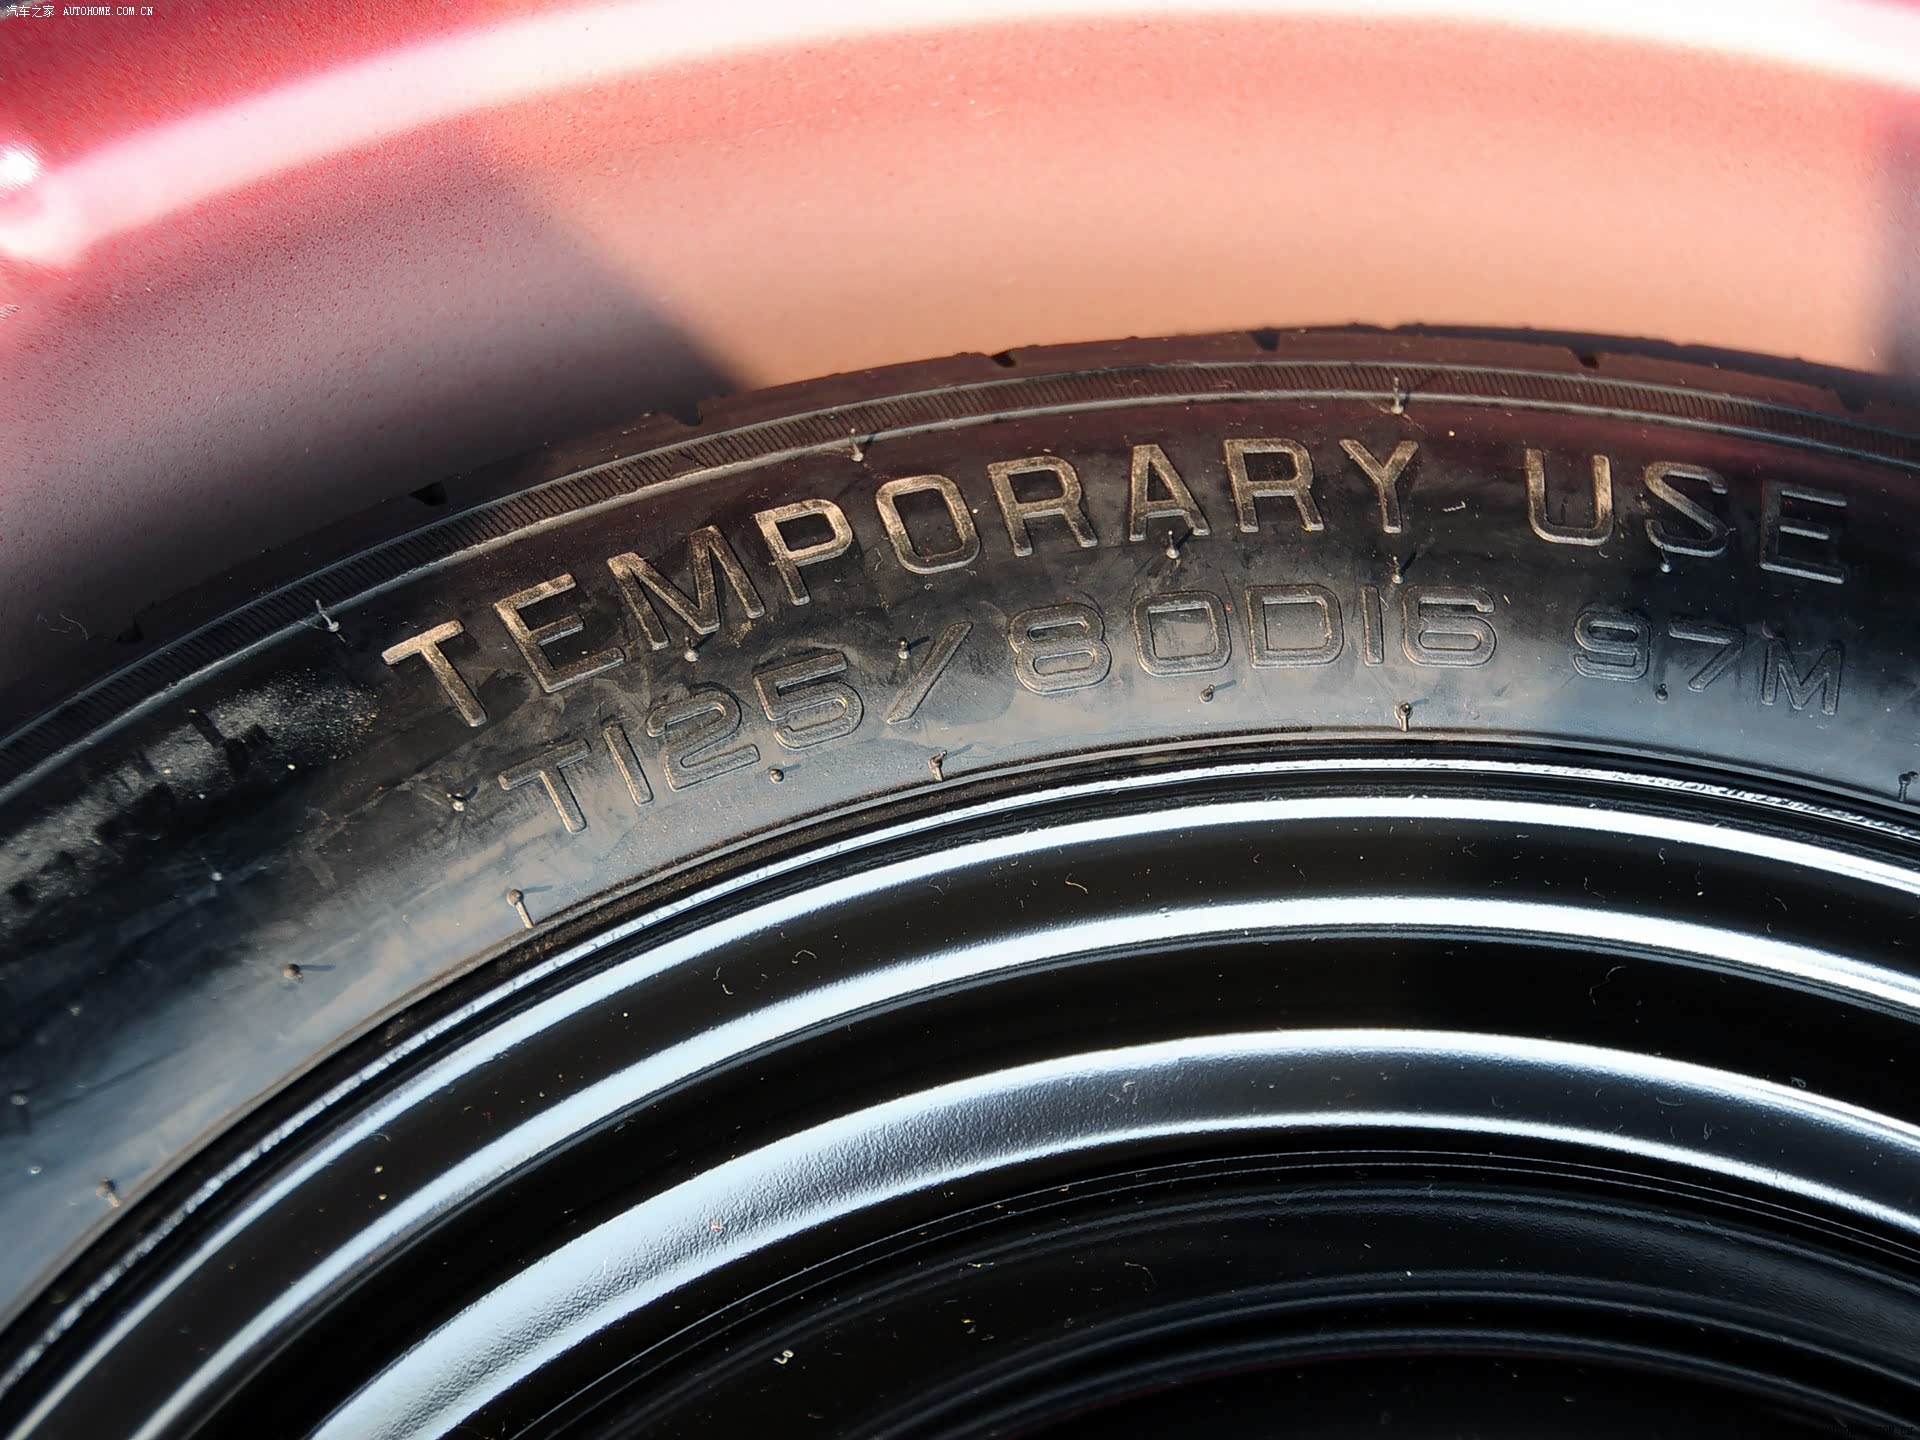 汽车之家 AUTOHOME.COM.CN
TEMPORARY USE
T125/80D16 97M